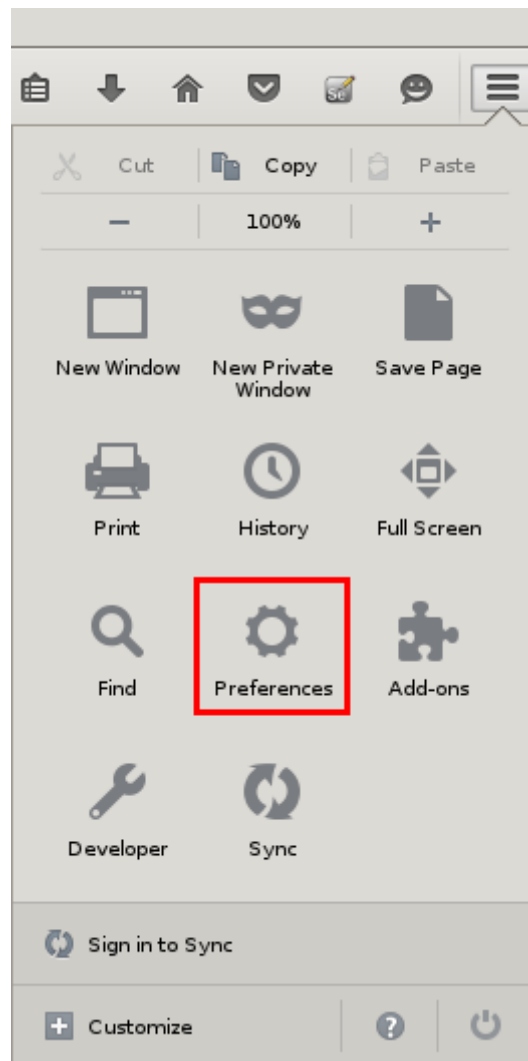 Cut Copy Paste
100%
New Window New Private Window Save Page
Print History Full Screen
Find Preferences Add-ons
Developer Sync
Sign in to Sync
Customize